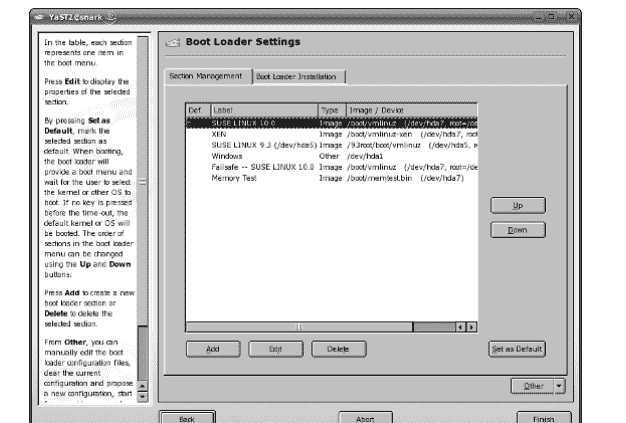 YaST2@snark
In the table, each section
represents one item in
the boot menu.
Press Edit to display the
properties of the selected
section.
By pressing Set as
Default, mark the
selected section as
default. When booting,
the boot loader will
provide a boot menu and
wait for the user to select
the kernel or other OS to
boot. If no key is pressed
before the time-out, the
default kernel or OS will
be booted. The order of
sections in the boot loader
menu can be changed
using the Up and Down
buttons.
Press Add to create a new
boot loader section or
Delete to delete the
selected section.
From Other, you can
manually edit the boot
loader configuration files,
clear the current
configuration and propose
a new configuration, start
Boot Loader Settings
Section Management Boot Loader Installation
Def. Label Type Image / Device
SUSE LINUX 10.0 Image /boot/vmlinuz (/dev/hda7, root=/de
XEN Image /boot/vmlinuz-xen (/dev/hda7, root
SUSE LINUX 9.3 (/dev/hda5) Image /93root/boot/vmlinuz (/dev/hda5, r
Windows Other /dev/hda1
Failsafe -- SUSE LINUX 10.0 Image /boot/vmlinuz (/dev/hda7, root=/de
Memory Test Image /boot/memtest.bin (/dev/hda7)
Up
Down
Add Edit Delete Set as Default
Other
Back Abort Finish